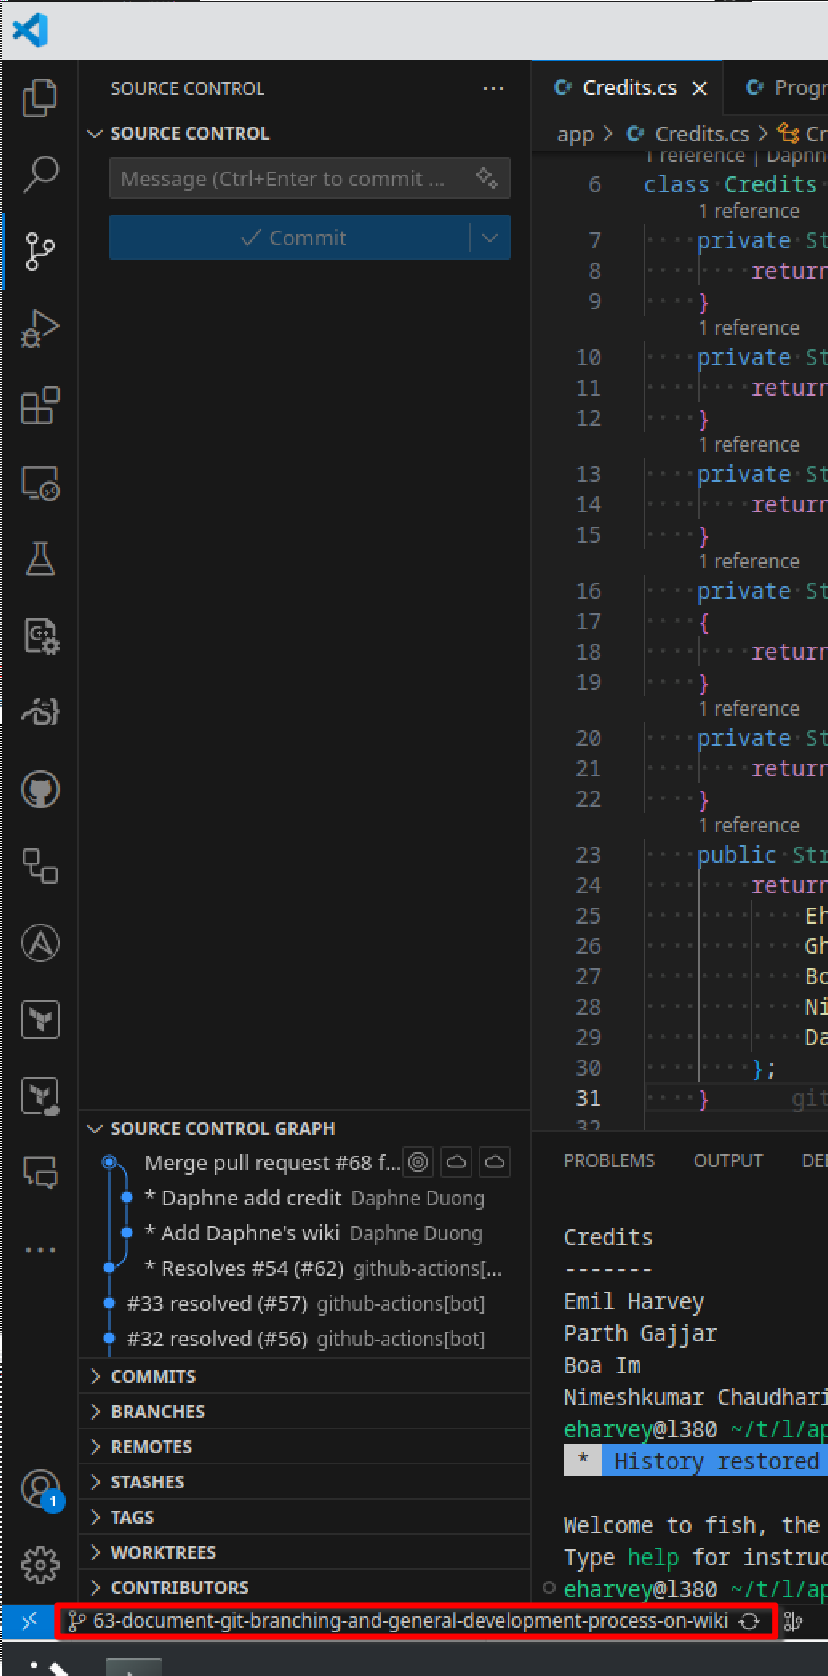 SOURCE CONTROL
SOURCE CONTROL
Message (Ctrl+Enter to commit ...
Commit
SOURCE CONTROL GRAPH
Merge pull request #68 f...
* Daphne add credit Daphne Duong
* Add Daphne's wiki Daphne Duong
* Resolves #54 (#62) github-actions[...
#33 resolved (#57) github-actions[bot]
#32 resolved (#56) github-actions[bot]
COMMITS
BRANCHES
REMOTES
STASHES
TAGS
WORKTREES
CONTRIBUTORS
1
Credits.cs
Progr
app > Credits.cs > Cr
1 reference | Daphn
6 class Credits
1 reference
7 private St
8 return
9 }
1 reference
10 private St
11 return
12 }
1 reference
13 private St
14 return
15 }
1 reference
16 private St
17 {
18 return
19 }
1 reference
20 private St
21 return
22 }
1 reference
23 public Str
24 return
25 Eh
26 Gh
27 Bo
28 Ni
29 Da
30 };
31 } git
32
PROBLEMS OUTPUT DEB
Credits
-------
Emil Harvey
Parth Gajjar
Boa Im
Nimeshkumar Chaudhari
eharvey@l380 ~/t/l/ap
* History restored
Welcome to fish, the
Type help for instruc
eharvey@l380 ~/t/l/ap
63-document-git-branching-and-general-development-process-on-wiki